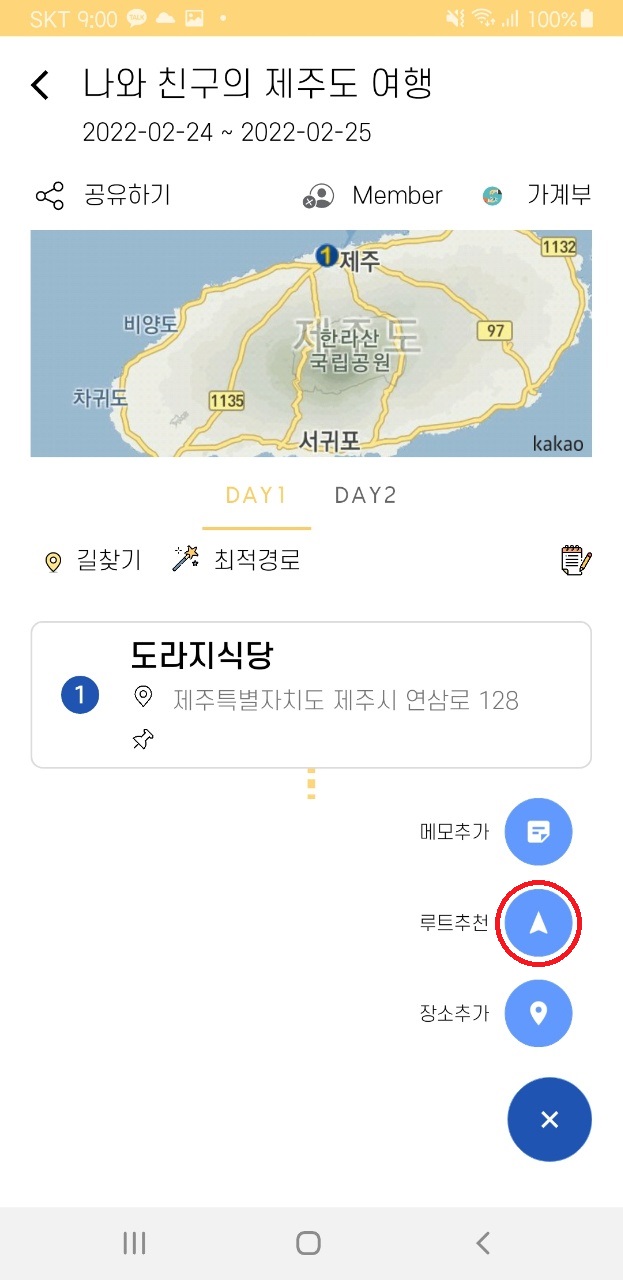 SKT 9:00 TALK 100%
나와 친구의 제주도 여행
2022-02-24 ~ 2022-02-25
공유하기 Member 가계부
1132
1 제주
비양도
제주도
한라산
국립공원
97
차귀도
1135
서귀포
kakao
DAY1 DAY2
길찾기 최적경로
도라지식당
1
제주특별자치도 제주시 연삼로 128
메모추가
루트추천
장소추가